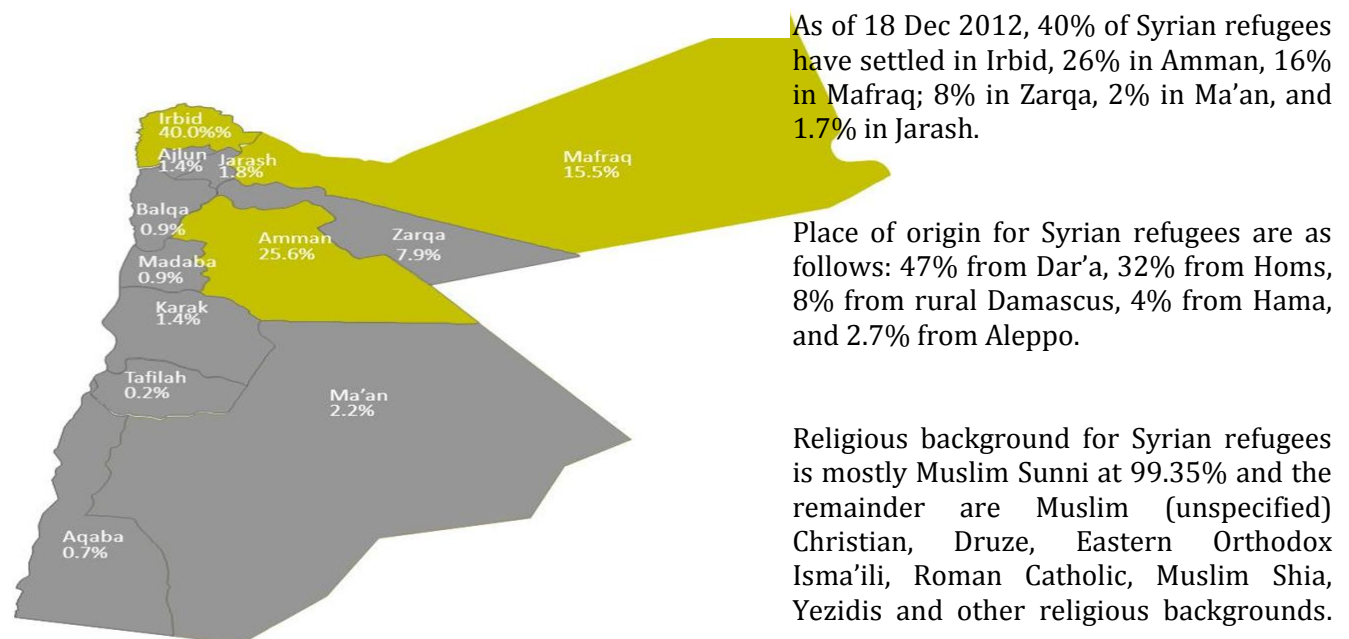 As of 18 Dec 2012, 40% of Syrian refugees
have settled in Irbid, 26% in Amman, 16%
in Mafraq; 8% in Zarqa, 2% in Ma’an, and
1.7% in Jarash.
Place of origin for Syrian refugees are as
follows: 47% from Dar’a, 32% from Homs,
8% from rural Damascus, 4% from Hama,
and 2.7% from Aleppo.
Religious background for Syrian refugees
is mostly Muslim Sunni at 99.35% and the
remainder are Muslim (unspecified)
Christian, Druze, Eastern Orthodox
Isma’ili, Roman Catholic, Muslim Shia,
Yezidis and other religious backgrounds.
Irbid
40.0%%
Ajlun
1.4%
Jarash
1.8%
Mafraq
15.5%
Balqa
0.9%
Amman
25.6%
Zarqa
7.9%
Madaba
0.9%
Karak
1.4%
Tafilah
0.2%
Ma’an
2.2%
Aqaba
0.7%